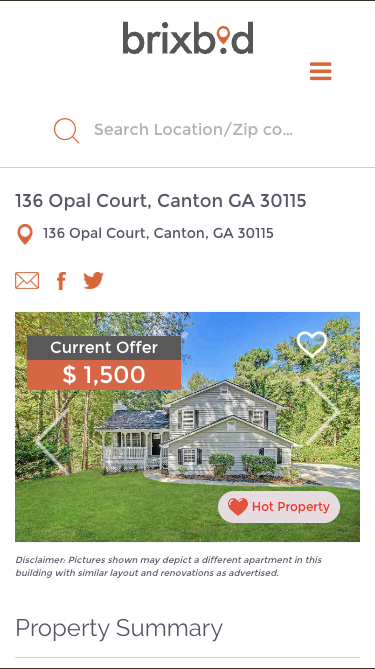 brixbid
Search Location/Zip co...
136 Opal Court, Canton GA 30115
136 Opal Court, Canton, GA 30115
Current Offer
$ 1,500
Hot Property
Disclaimer: Pictures shown may depict a different apartment in this
building with similar layout and renovations as advertised.
Property Summary